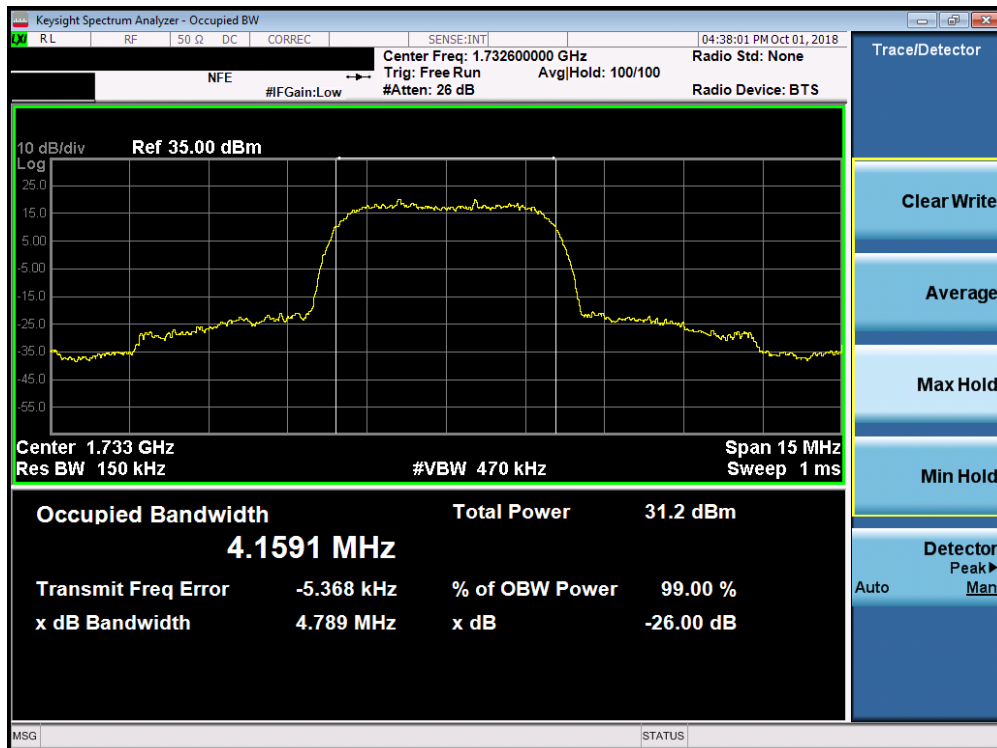 Keysight Spectrum Analyzer - Occupied BW
LXI RL RF 50 Ω DC CORREC SENSE:INT 04:38:01 PM Oct 01, 2018
Center Freq: 1.732600000 GHz Radio Std: None
NFE Trig: Free Run Avg|Hold: 100/100
#IFGain:Low #Atten: 26 dB Radio Device: BTS
10 dB/div Ref 35.00 dBm
Log
25.0
15.0
5.00
-5.00
-15.0
-25.0
-35.0
-45.0
-55.0
Center 1.733 GHz Span 15 MHz
Res BW 150 kHz #VBW 470 kHz Sweep 1 ms
Occupied Bandwidth Total Power 31.2 dBm
4.1591 MHz
Transmit Freq Error -5.368 kHz % of OBW Power 99.00 %
x dB Bandwidth 4.789 MHz x dB -26.00 dB
MSG STATUS
Trace/Detector
Clear Write
Average
Max Hold
Min Hold
Detector
Peak▶
Auto Man